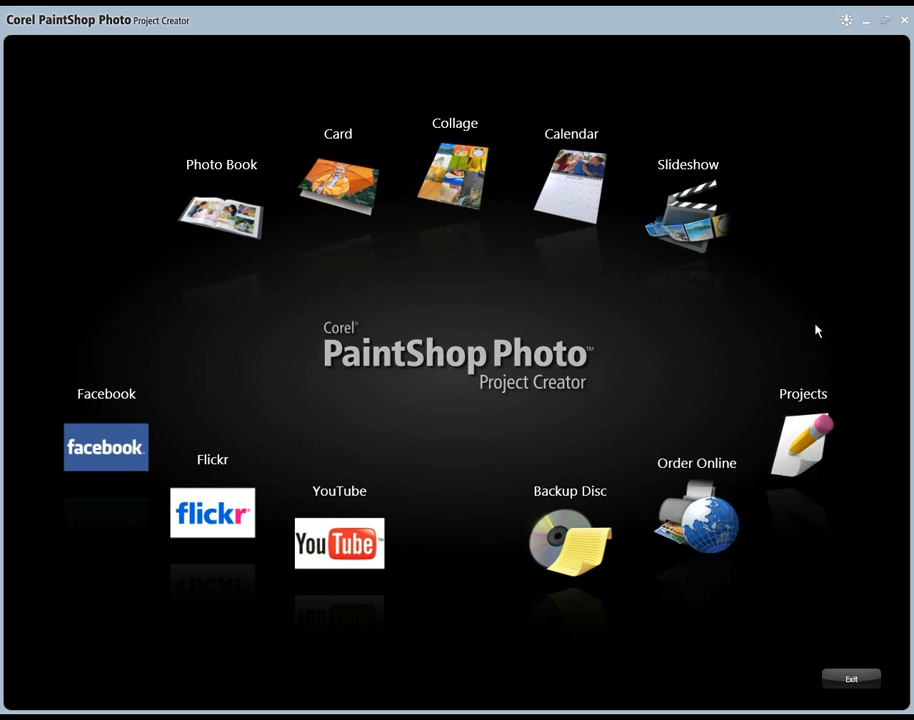 Corel PaintShop Photo Project Creator
Collage
Card
Calendar
Photo Book
Slideshow
Corel®
PaintShop Photo™
Project Creator
Facebook
Projects
facebook.
Flickr
Order Online
flickr
YouTube
Backup Disc
YouTube
Exit